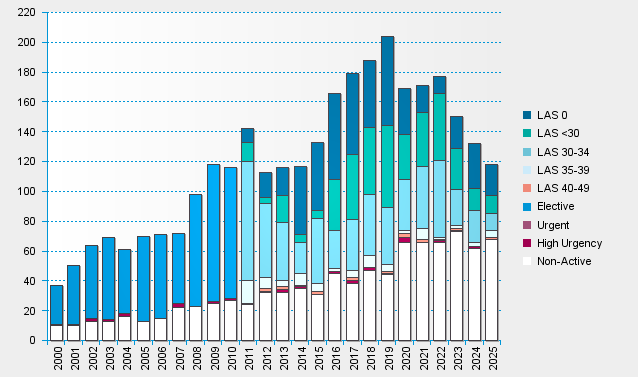 220
200
180
160
140
120
100
80
60
40
20
0
2000 2001 2002 2003 2004 2005 2006 2007 2008 2009 2010 2011 2012 2013 2014 2015 2016 2017 2018 2019 2020 2021 2022 2023 2024 2025
LAS 0
LAS <30
LAS 30-34
LAS 35-39
LAS 40-49
Elective
Urgent
High Urgency
Non-Active